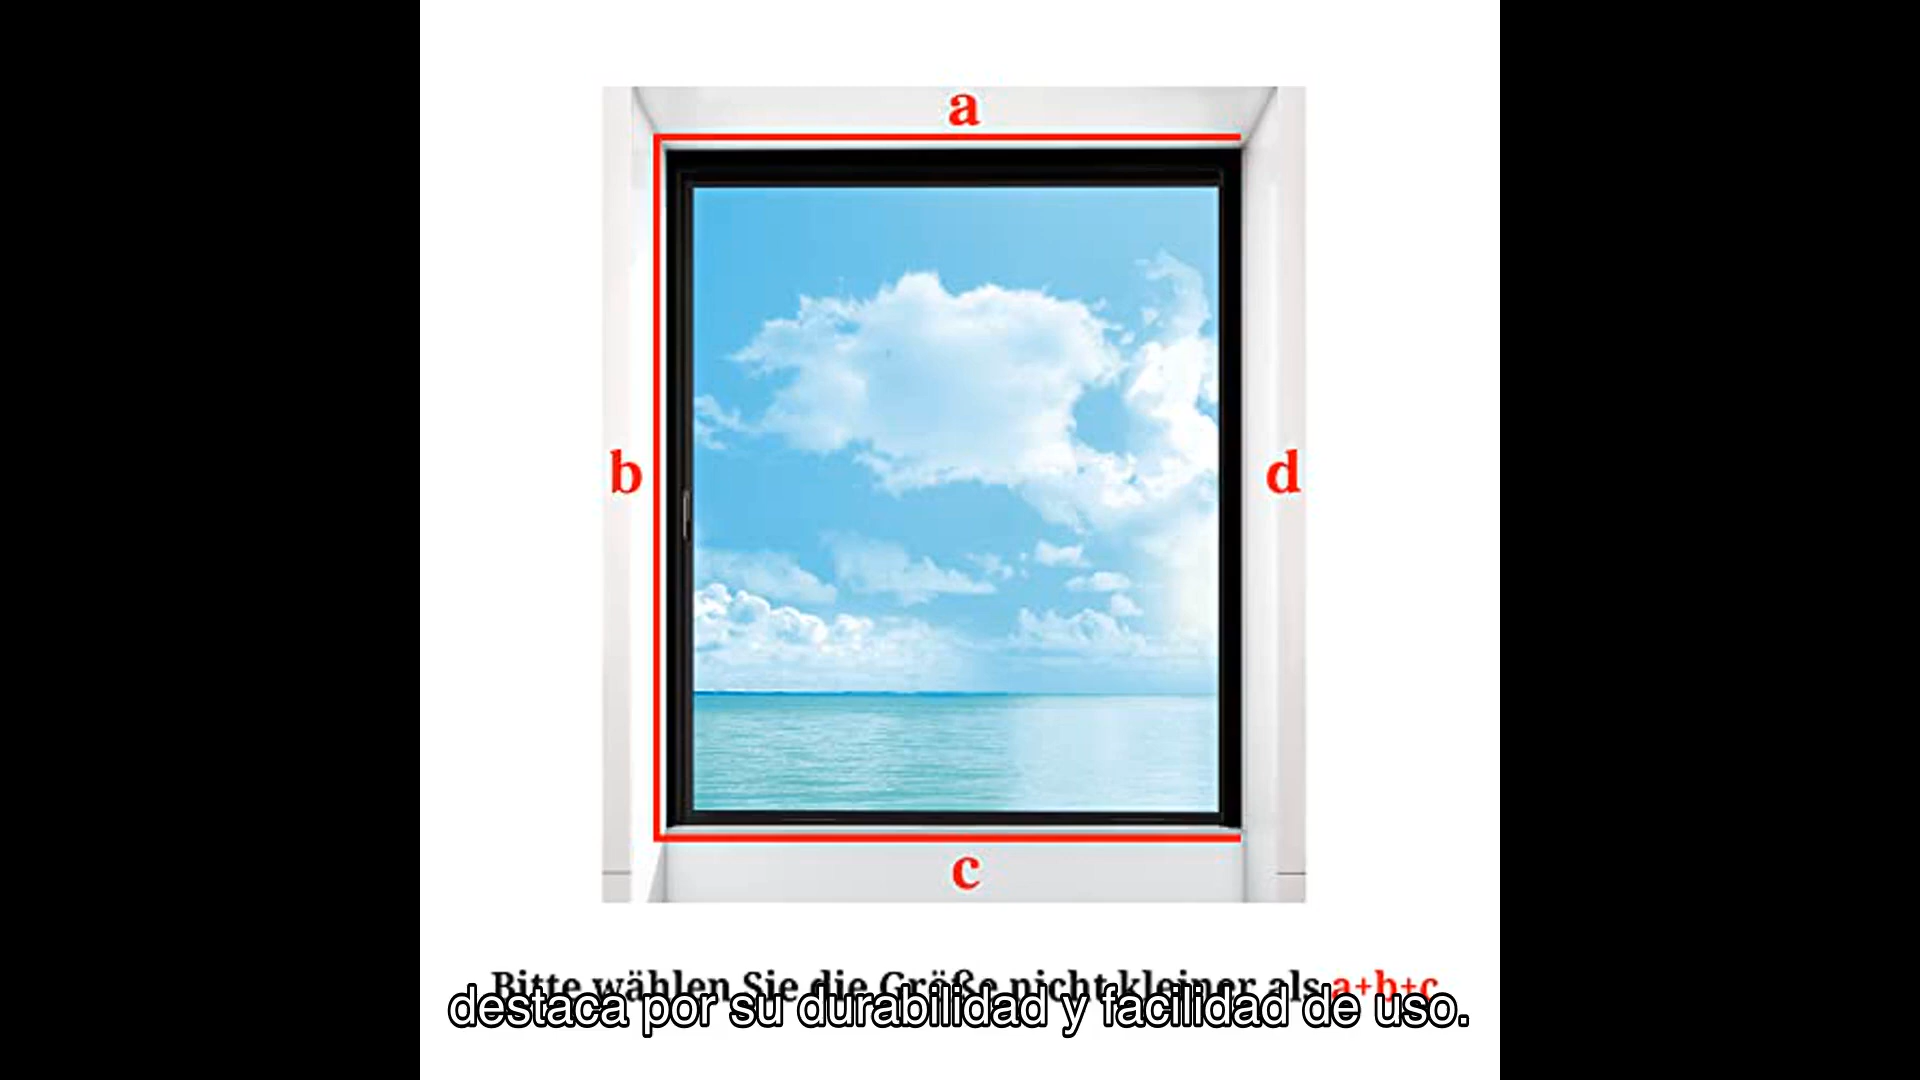 a
b
d
c
Bitte wählen Sie die Größe nicht kleiner als a+b+c
destaca por su durabilidad y facilidad de uso.